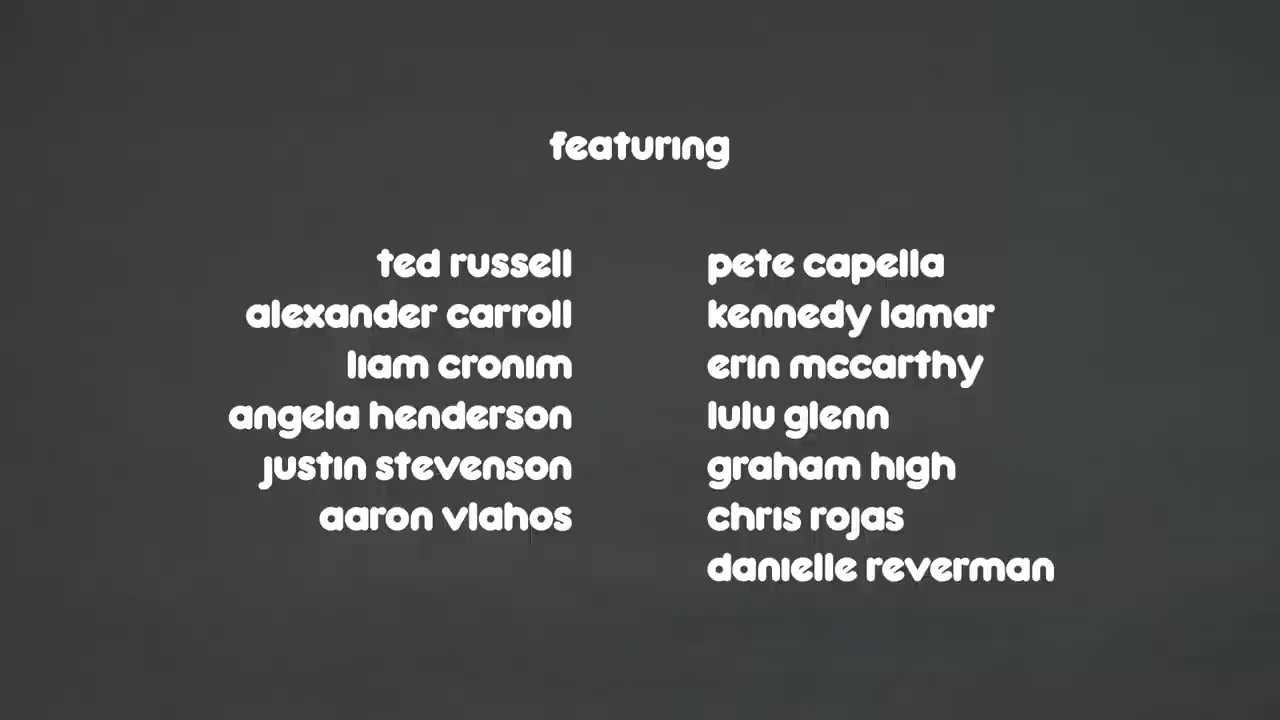 featuring
ted russell
alexander carroll
liam cronim
angela henderson
justin stevenson
aaron vlahos
pete capella
kennedy lamar
erin mccarthy
lulu glenn
graham high
chris rojas
danielle reverman